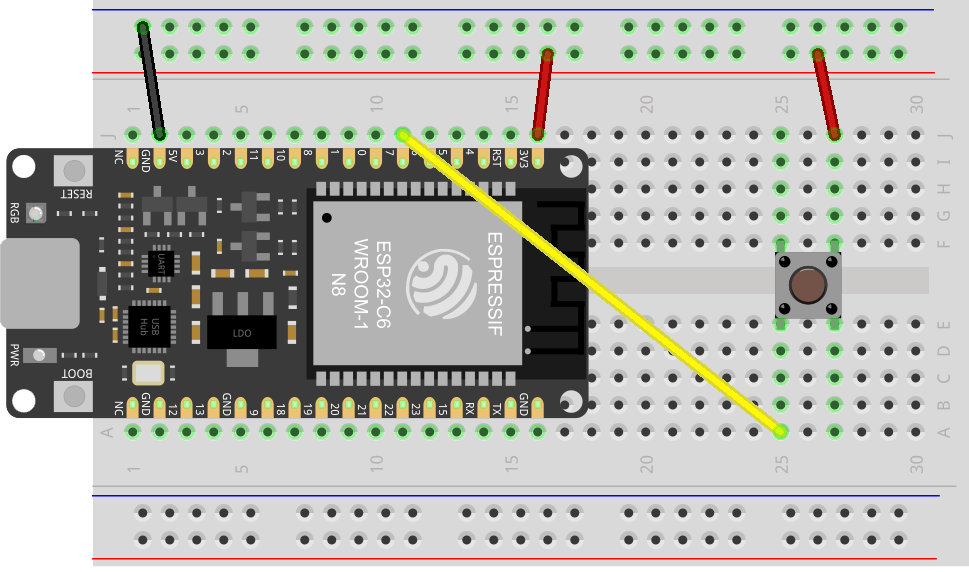 1 5 10 15 20 25 30
J J
NC GND 5V 3 2 11 10 8 1 0 7 5 4 RST 3V3
I
H
G
F
RESET
RGB
UART
USB
Hub
LDO
ESPRESSIF
ESP32-C6
WROOM-1
N8
PWR
BOOT
E
D
C
B
NC GND 12 13 GND 9 18 19 20 21 22 23 15 RX TX GND
A A
1 5 10 15 20 25 30